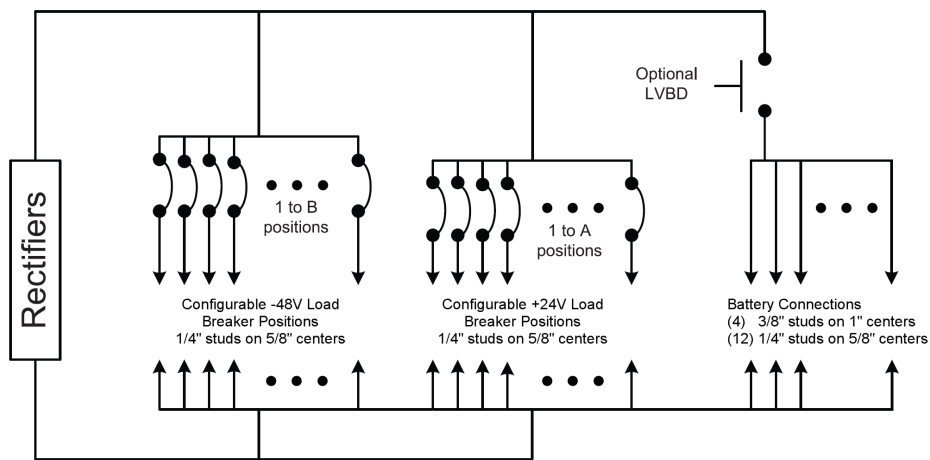 Optional
LVBD
Rectifiers
1 to B
positions
1 to A
positions
Configurable -48V Load
Breaker Positions
1/4" studs on 5/8" centers
Configurable +24V Load
Breaker Positions
1/4" studs on 5/8" centers
Battery Connections
(4) 3/8" studs on 1" centers
(12) 1/4" studs on 5/8" centers